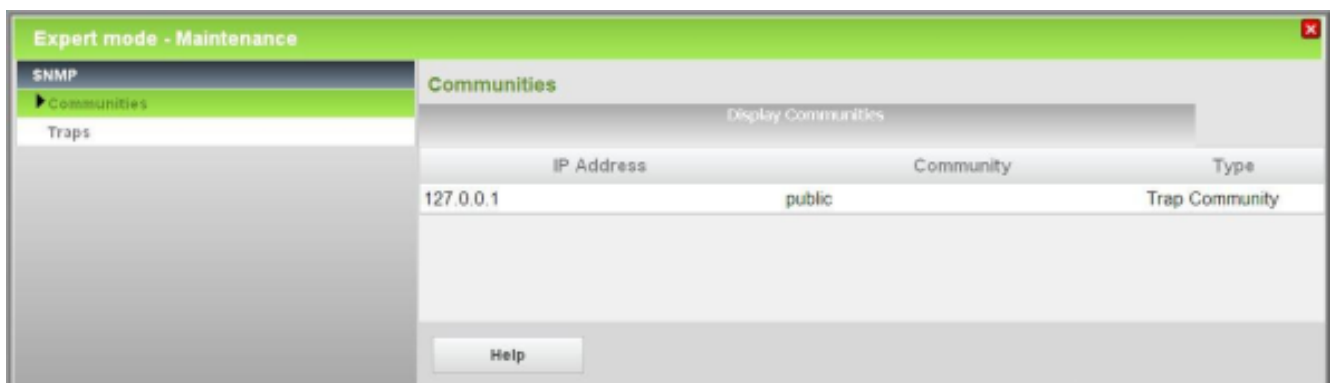 Expert mode - Maintenance
SNMP
Communities
Traps
Communities
Display Communities
IP Address Community Type
127.0.0.1 public Trap Community
Help